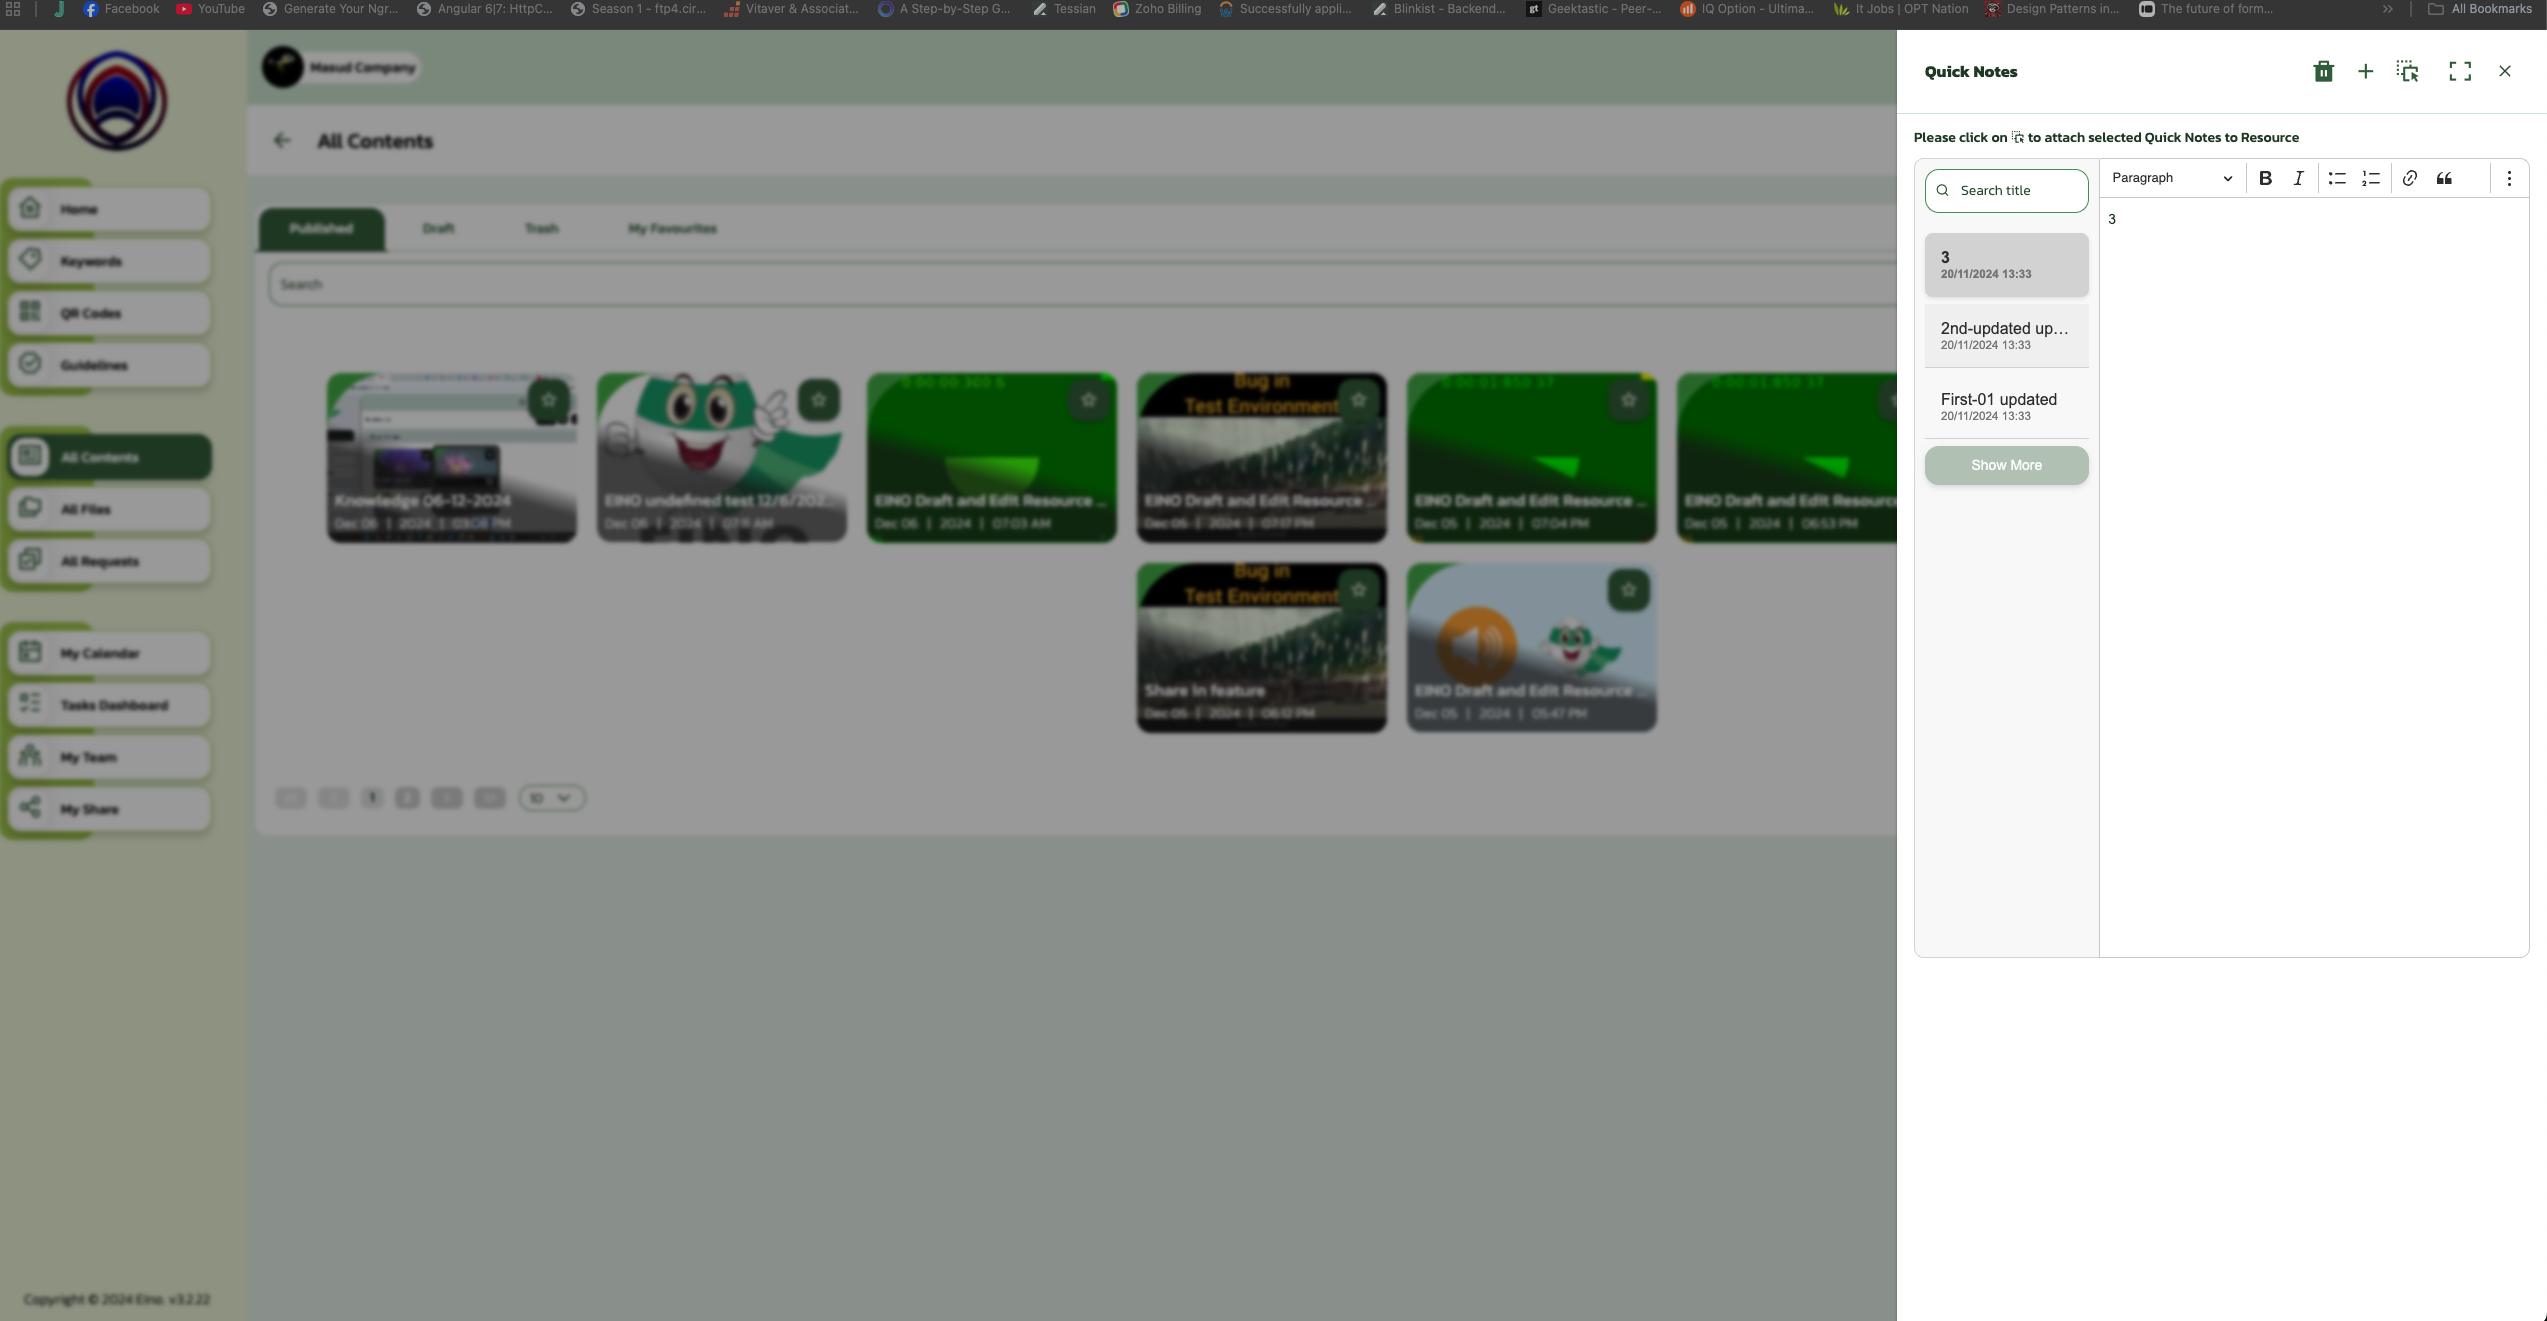 Facebook
YouTube
Generate Your Ngr...
Angular 6|7: HttpC...
Season 1 - ftp4.cir...
Vitaver & Associat...
A Step-by-Step G...
Tessian
Zoho Billing
Successfully appli...
Blinkist - Backend...
gt Geektastic - Peer-...
IQ Option - Ultima...
It Jobs | OPT Nation
Design Patterns in...
The future of form...
All Bookmarks
Masud Company
All Contents
Home
Keywords
QR Codes
Guidelines
All Contents
All Files
All Requests
My Calendar
Tasks Dashboard
My Team
My Share
Copyright © 2024 Eino. v3.2.22
Published
Draft
Trash
My Favourites
Search
Knowledge 06-12-2024
Dec 06 | 2024 | 03:08 PM
EINO undefined test 12/6/202...
Dec 06 | 2024 | 07:11 AM
EINO Draft and Edit Resource ...
Dec 06 | 2024 | 07:03 AM
Bug in
Test Environment
EINO Draft and Edit Resource ...
Dec 05 | 2024 | 07:17 PM
EINO Draft and Edit Resource ...
Dec 05 | 2024 | 07:04 PM
EINO Draft and Edit Resource
Dec 05 | 2024 | 06:53 PM
Bug in
Test Environment
Share in feature
Dec 05 | 2024 | 06:12 PM
EINO Draft and Edit Resource ...
Dec 05 | 2024 | 05:47 PM
1
2
10
Quick Notes
Please click on to attach selected Quick Notes to Resource
Search title
3
20/11/2024 13:33
2nd-updated up...
20/11/2024 13:33
First-01 updated
20/11/2024 13:33
Show More
Paragraph
3